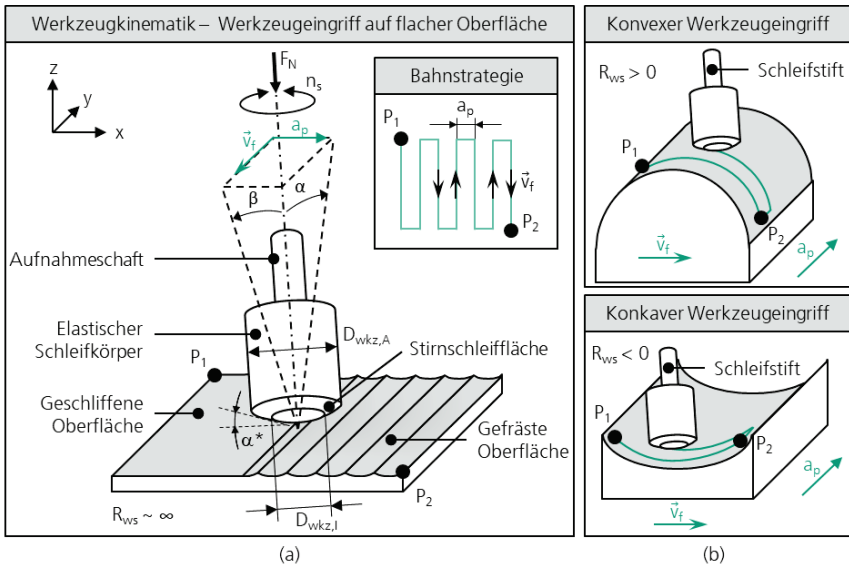 Werkzeugkinematik – Werkzeugeingriff auf flacher Oberfläche
z
y
x
F_N
n_s
v_f
a_p
β
α
Bahnstrategie
a_p
P_1
v_f
P_2
Aufnahmeschaft
Elastischer
Schleifkörper
D_wkz,A
Stirnschleiffläche
P_1
Geschliffene
Oberfläche
α*
Gefräste
Oberfläche
P_2
R_ws ~ ∞
D_wkz,I
(a)
Konvexer Werkzeugeingriff
R_ws > 0
Schleifstift
P_1
P_2
v_f
a_p
Konkaver Werkzeugeingriff
R_ws < 0
Schleifstift
P_1
P_2
a_p
v_f
(b)